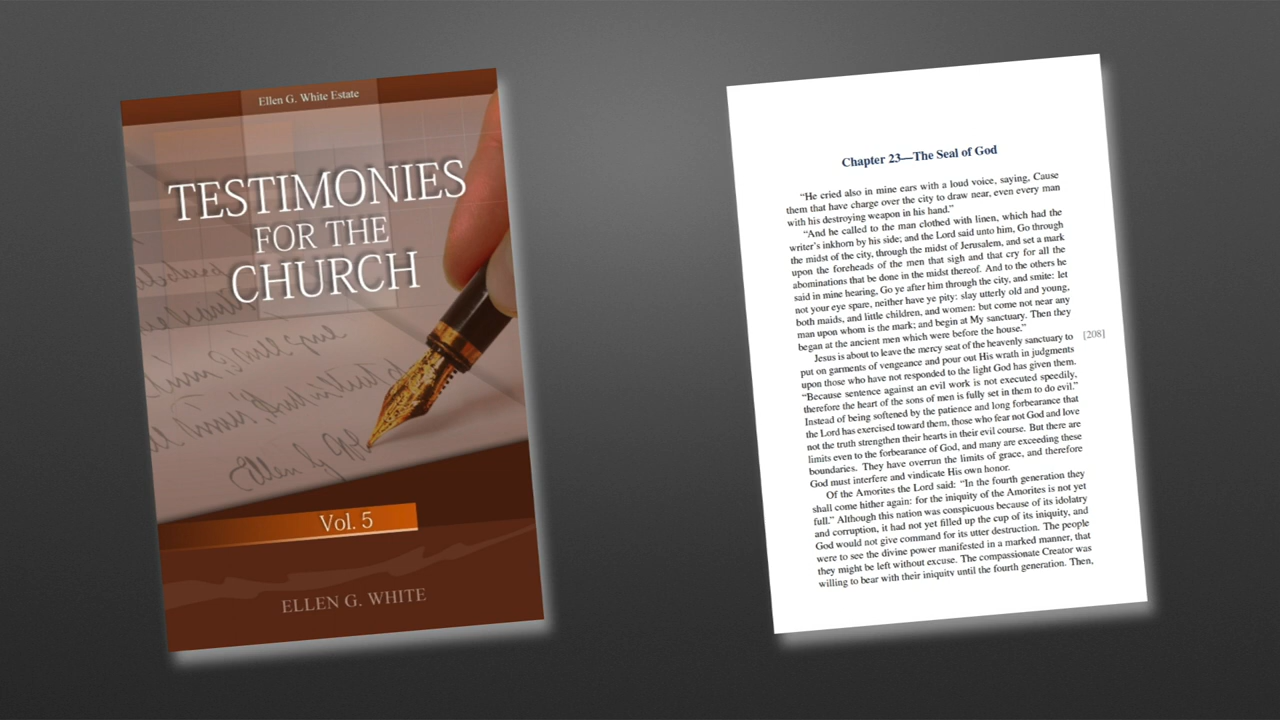 Ellen G. White Estate
TESTIMONIES
FOR THE
CHURCH
Vol. 5
ELLEN G. WHITE
Chapter 23—The Seal of God
“He cried also in mine ears with a loud voice, saying, Cause
them that have charge over the city to draw near, even every man
with his destroying weapon in his hand.”
“And he called to the man clothed with linen, which had the
writer’s inkhorn by his side; and the Lord said unto him, Go through
the midst of the city, through the midst of Jerusalem, and set a mark
upon the foreheads of the men that sigh and that cry for all the
abominations that be done in the midst thereof. And to the others he
said in mine hearing, Go ye after him through the city, and smite: let
not your eye spare, neither have ye pity: slay utterly old and young,
both maids, and little children, and women: but come not near any
man upon whom is the mark; and begin at My sanctuary. Then they
began at the ancient men which were before the house.”
Jesus is about to leave the mercy seat of the heavenly sanctuary to [208]
put on garments of vengeance and pour out His wrath in judgments
upon those who have not responded to the light God has given them.
“Because sentence against an evil work is not executed speedily,
therefore the heart of the sons of men is fully set in them to do evil.”
Instead of being softened by the patience and long forbearance that
the Lord has exercised toward them, those who fear not God and love
not the truth strengthen their hearts in their evil course. But there are
limits even to the forbearance of God, and many are exceeding these
boundaries. They have overrun the limits of grace, and therefore
God must interfere and vindicate His own honor.
Of the Amorites the Lord said: “In the fourth generation they
shall come hither again: for the iniquity of the Amorites is not yet
full.” Although this nation was conspicuous because of its idolatry
and corruption, it had not yet filled up the cup of its iniquity, and
God would not give command for its utter destruction. The people
were to see the divine power manifested in a marked manner, that
they might be left without excuse. The compassionate Creator was
willing to bear with their iniquity until the fourth generation. Then,